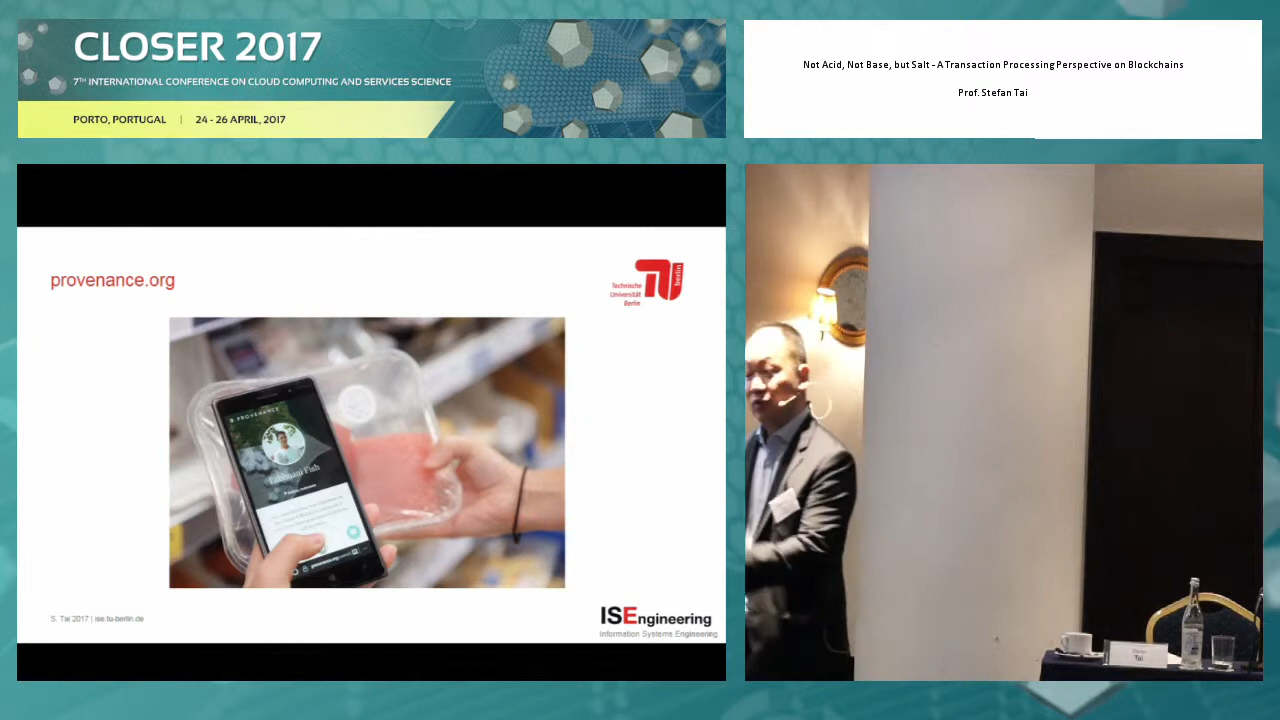 CLOSER 2017
7TH INTERNATIONAL CONFERENCE ON CLOUD COMPUTING AND SERVICES SCIENCE
PORTO, PORTUGAL | 24 - 26 APRIL, 2017
Not Acid, Not Base, but Salt - A Transaction Processing Perspective on Blockchains
Prof. Stefan Tai
provenance.org
Technische
Universität
Berlin
berlin
PROVENANCE
Fish
S. Tai 2017 | ise.tu-berlin.de
ISEngineering
Information Systems Engineering
Tai